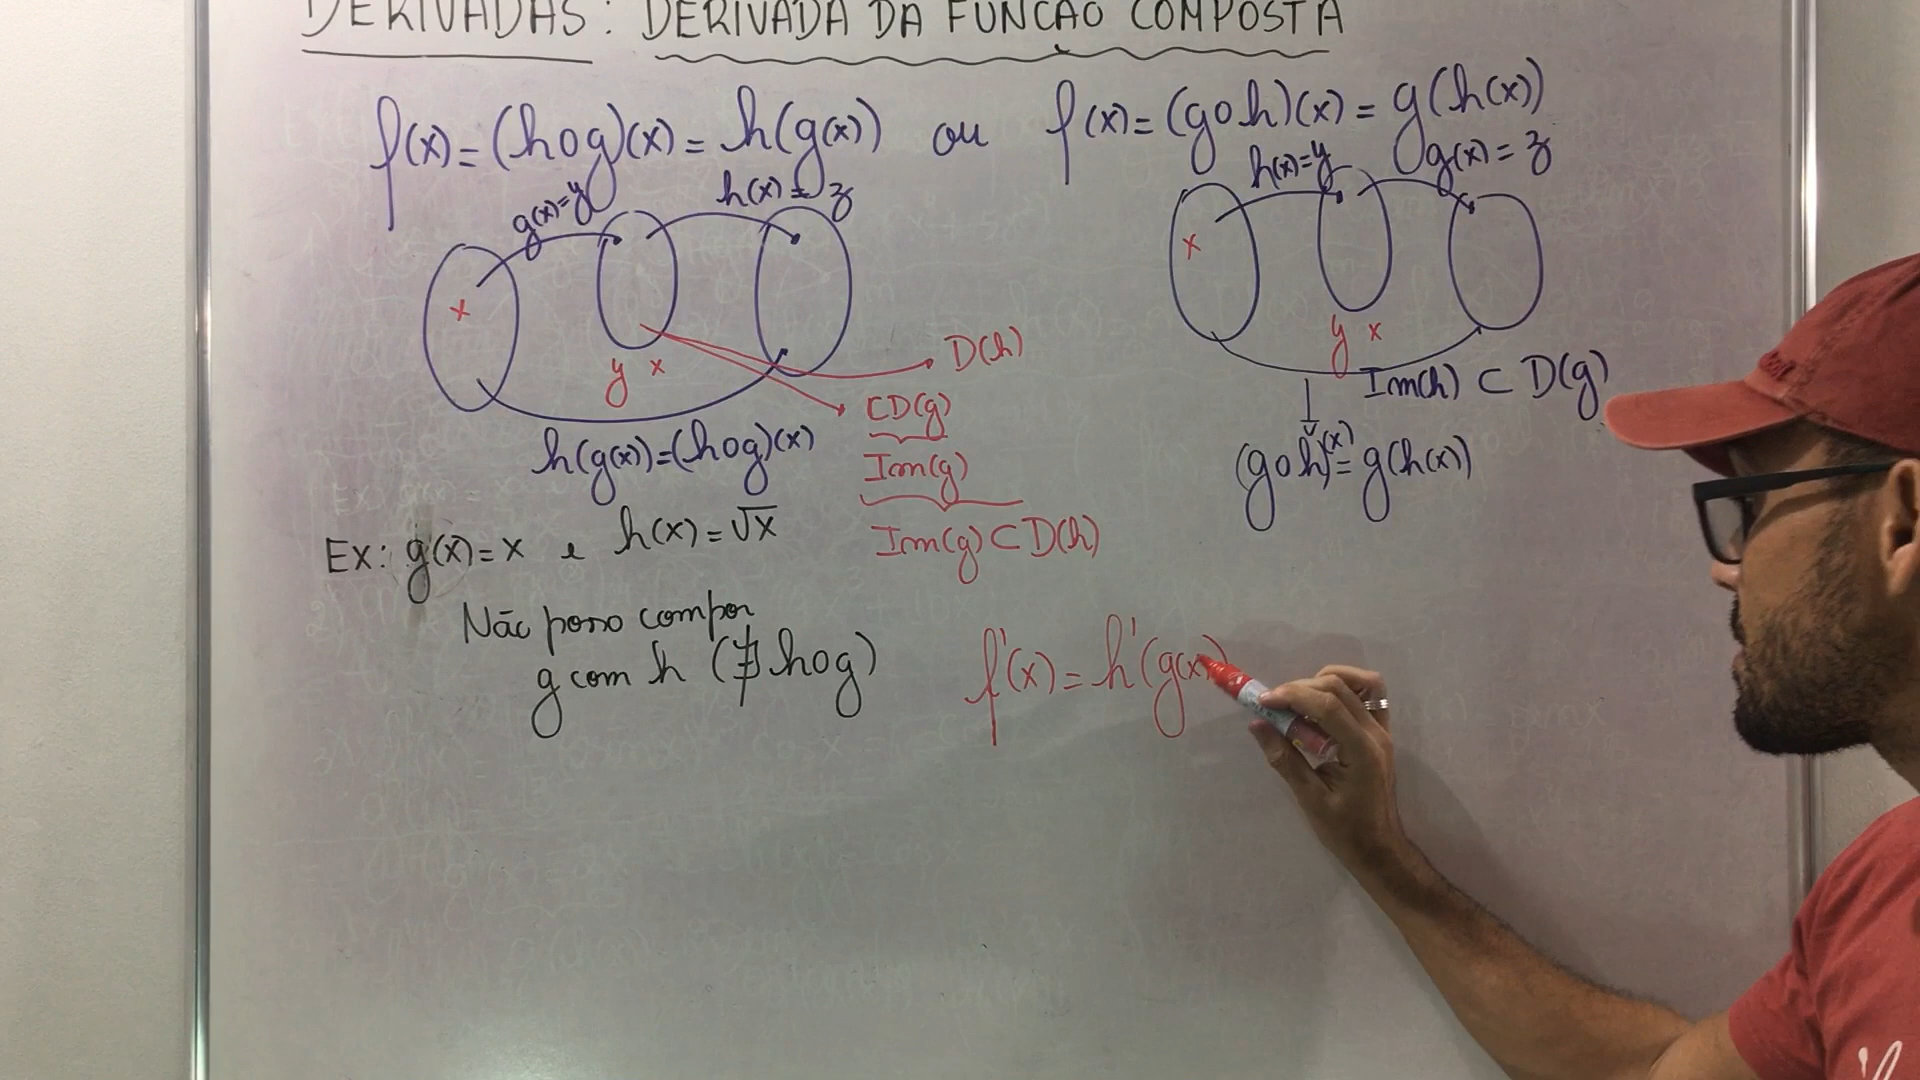 DERIVADAS: DERIVADA DA FUNCÃO COMPOSTA
f(x) = (hog)(x) = h(g(x)) ou f(x) = (goh)(x) = g(h(x))
g(x)=y h(x) = z
h(x)=y g(x) = z
x
x
y x
y x
D(h)
CD(g)
Im(h) ⊂ D(g)
h(g(x))=(hog)(x)
Im(g)
(goh)(x) = g(h(x))
Ex: g(x) = x e h(x) = √x
Im(g) ⊂ D(h)
Não posso compor
g com h (∄ hog)
f'(x) = h'(g(x)